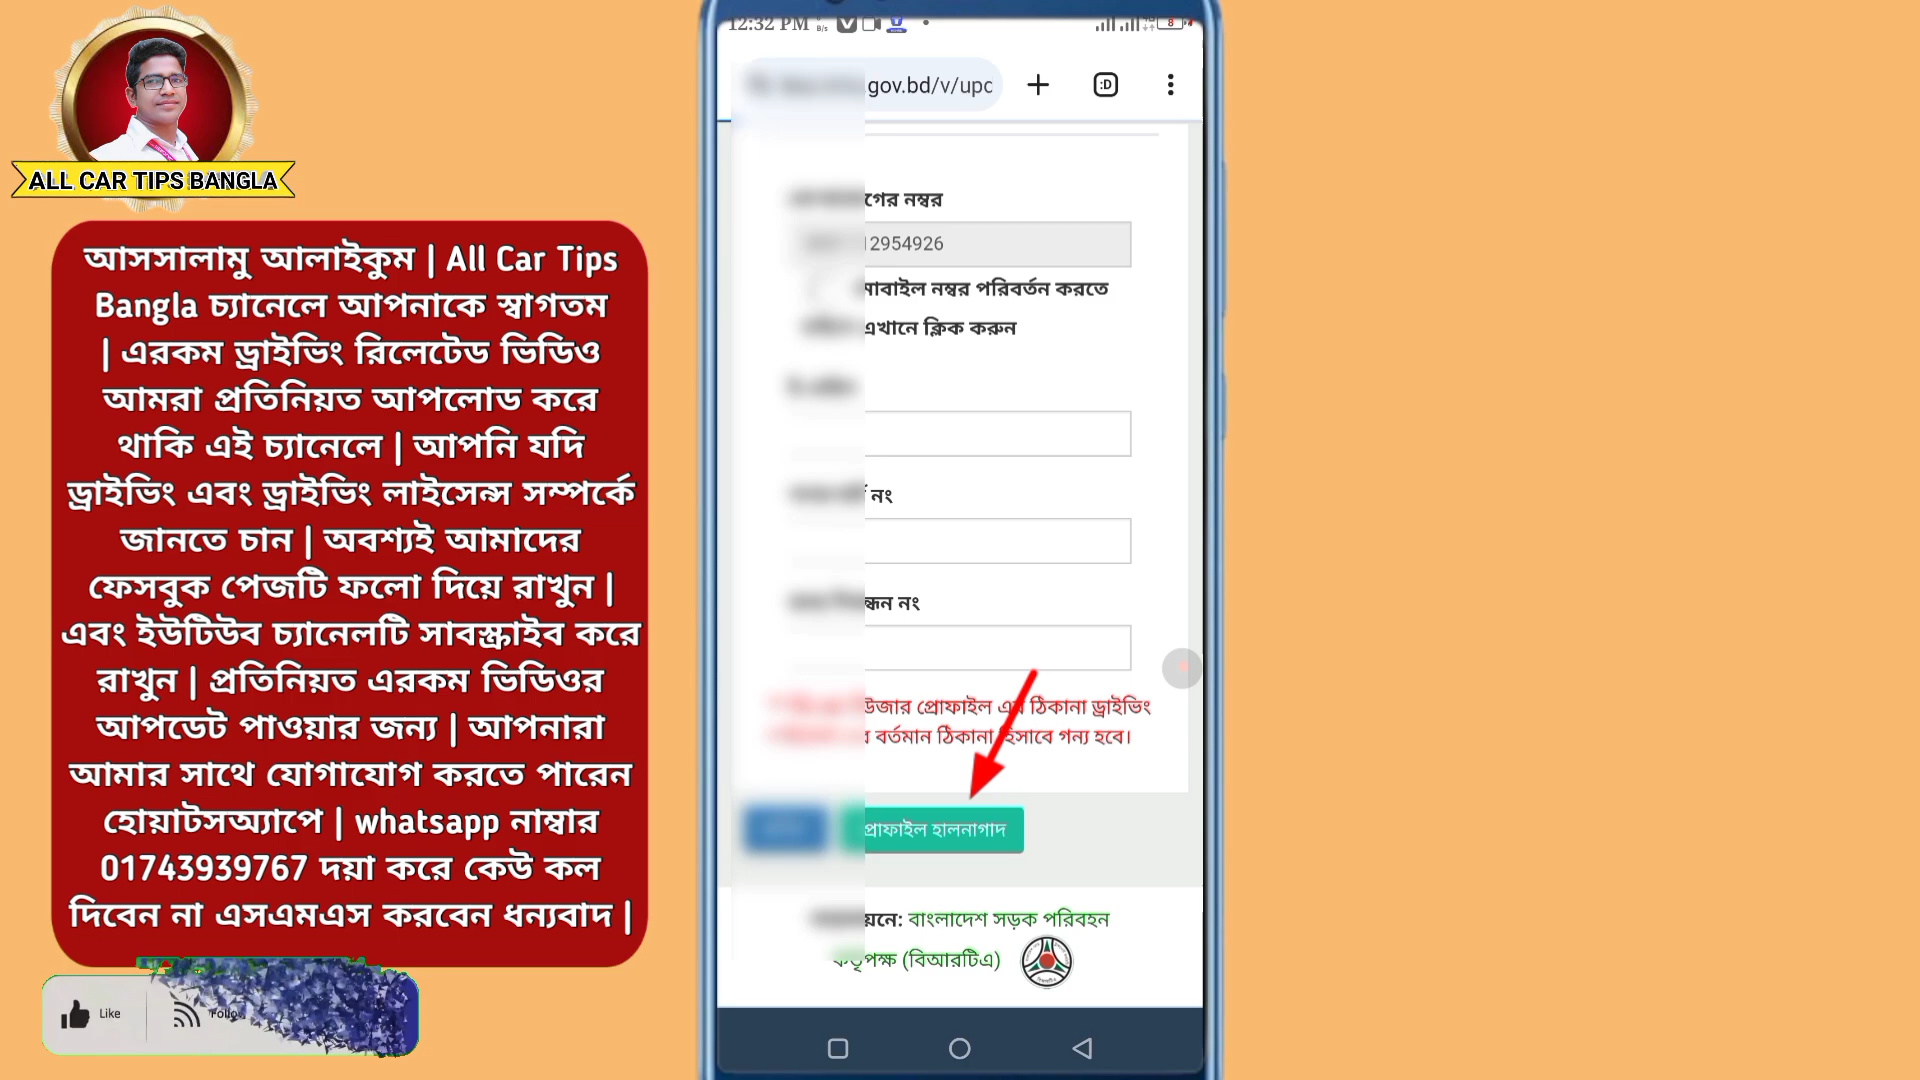 ALL CAR TIPS BANGLA
আসসালামু আলাইকুম | All Car Tips
Bangla চ্যানেলে আপনাকে স্বাগতম
| এরকম ড্রাইভিং রিলেটেড ভিডিও
আমরা প্রতিনিয়ত আপলোড করে
থাকি এই চ্যানেলে | আপনি যদি
ড্রাইভিং এবং ড্রাইভিং লাইসেন্স সম্পর্কে
জানতে চান | অবশ্যই আমাদের
ফেসবুক পেজটি ফলো দিয়ে রাখুন |
এবং ইউটিউব চ্যানেলটি সাবস্ক্রাইব করে
রাখুন | প্রতিনিয়ত এরকম ভিডিওর
আপডেট পাওয়ার জন্য | আপনারা
আমার সাথে যোগাযোগ করতে পারেন
হোয়াটসঅ্যাপে | whatsapp নাম্বার
01743939767 দয়া করে কেউ কল
দিবেন না এসএমএস করবেন ধন্যবাদ |
Like
12:32 PM
B/s
8
.gov.bd/v/upc
:D
নম্বর
12954926
নম্বর পরিবর্তন করতে
এখানে ক্লিক করুন
নং
নং
প্রোফাইল এর ঠিকানা ড্রাইভিং
বর্তমান ঠিকানা হিসাবে গন্য হবে।
প্রোফাইল হালনাগাদ
বাংলাদেশ সড়ক পরিবহন
কর্তৃপক্ষ (বিআরটিএ)